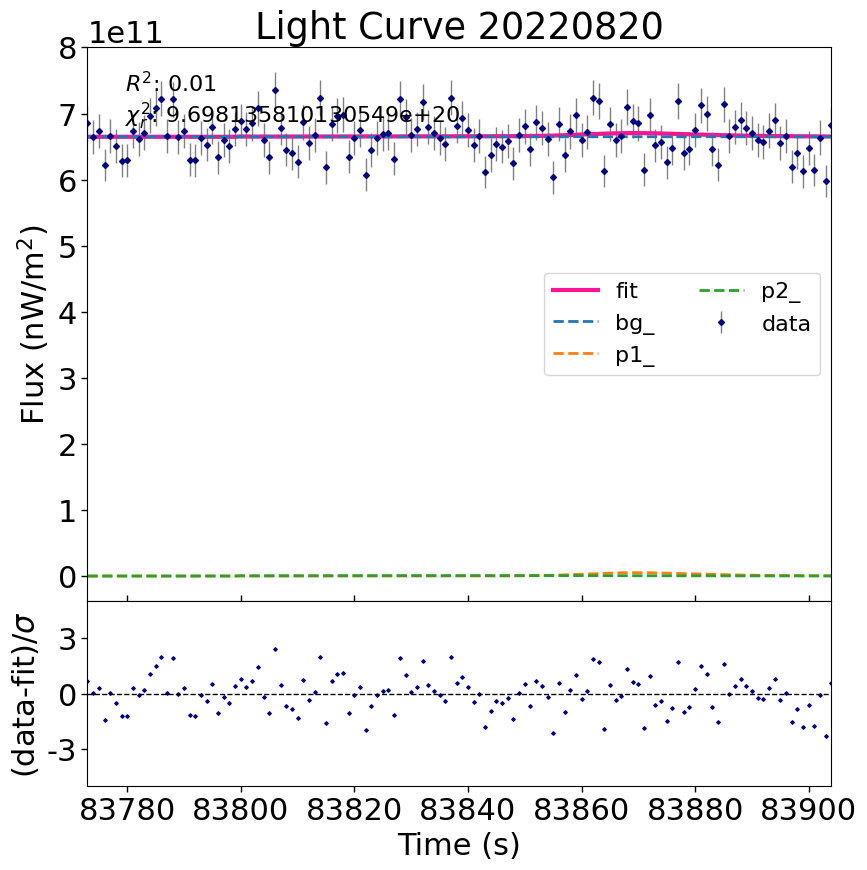 Light Curve 20220820
1e11
8
R²: 0.01
χ²ᵣ: 9.698135810130549e+20
7
6
5
4
3
2
1
0
Flux (nW/m²)
fit
bg_
p1_
p2_
data
3
0
-3
(data-fit)/σ
83780 83800 83820 83840 83860 83880 83900
Time (s)